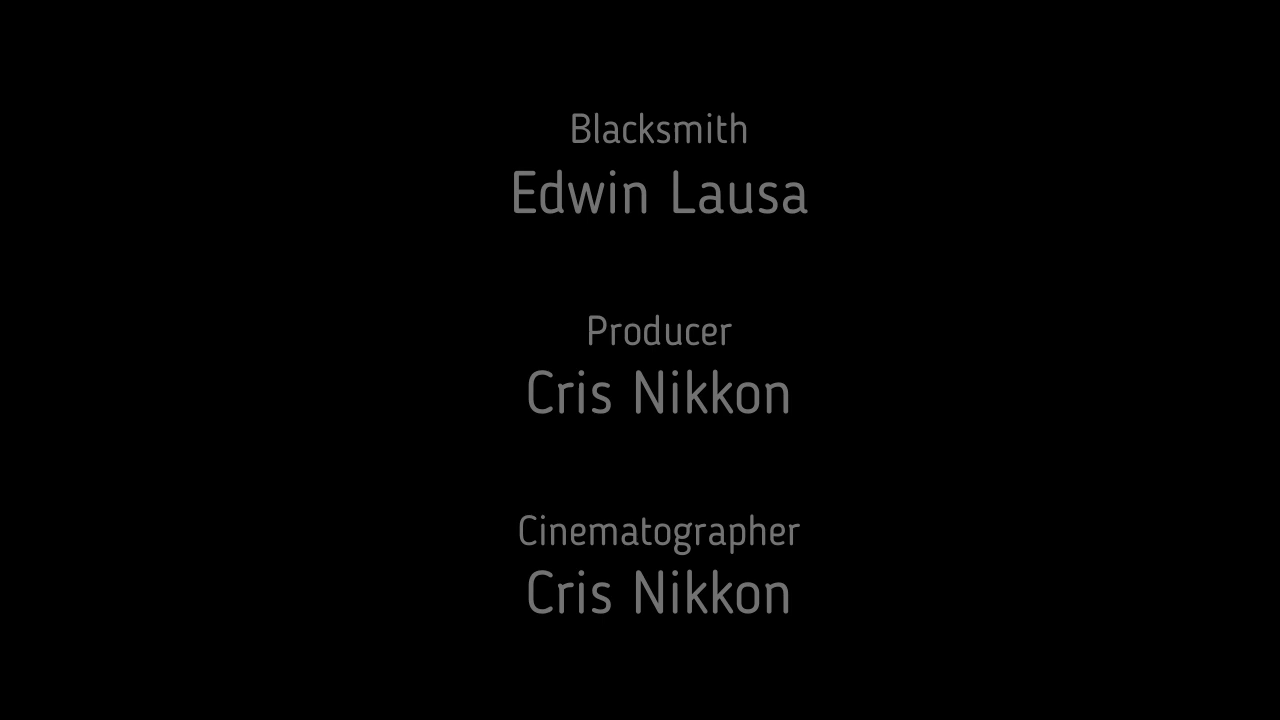 Blacksmith
Edwin Lausa
Producer
Cris Nikkon
Cinematographer
Cris Nikkon